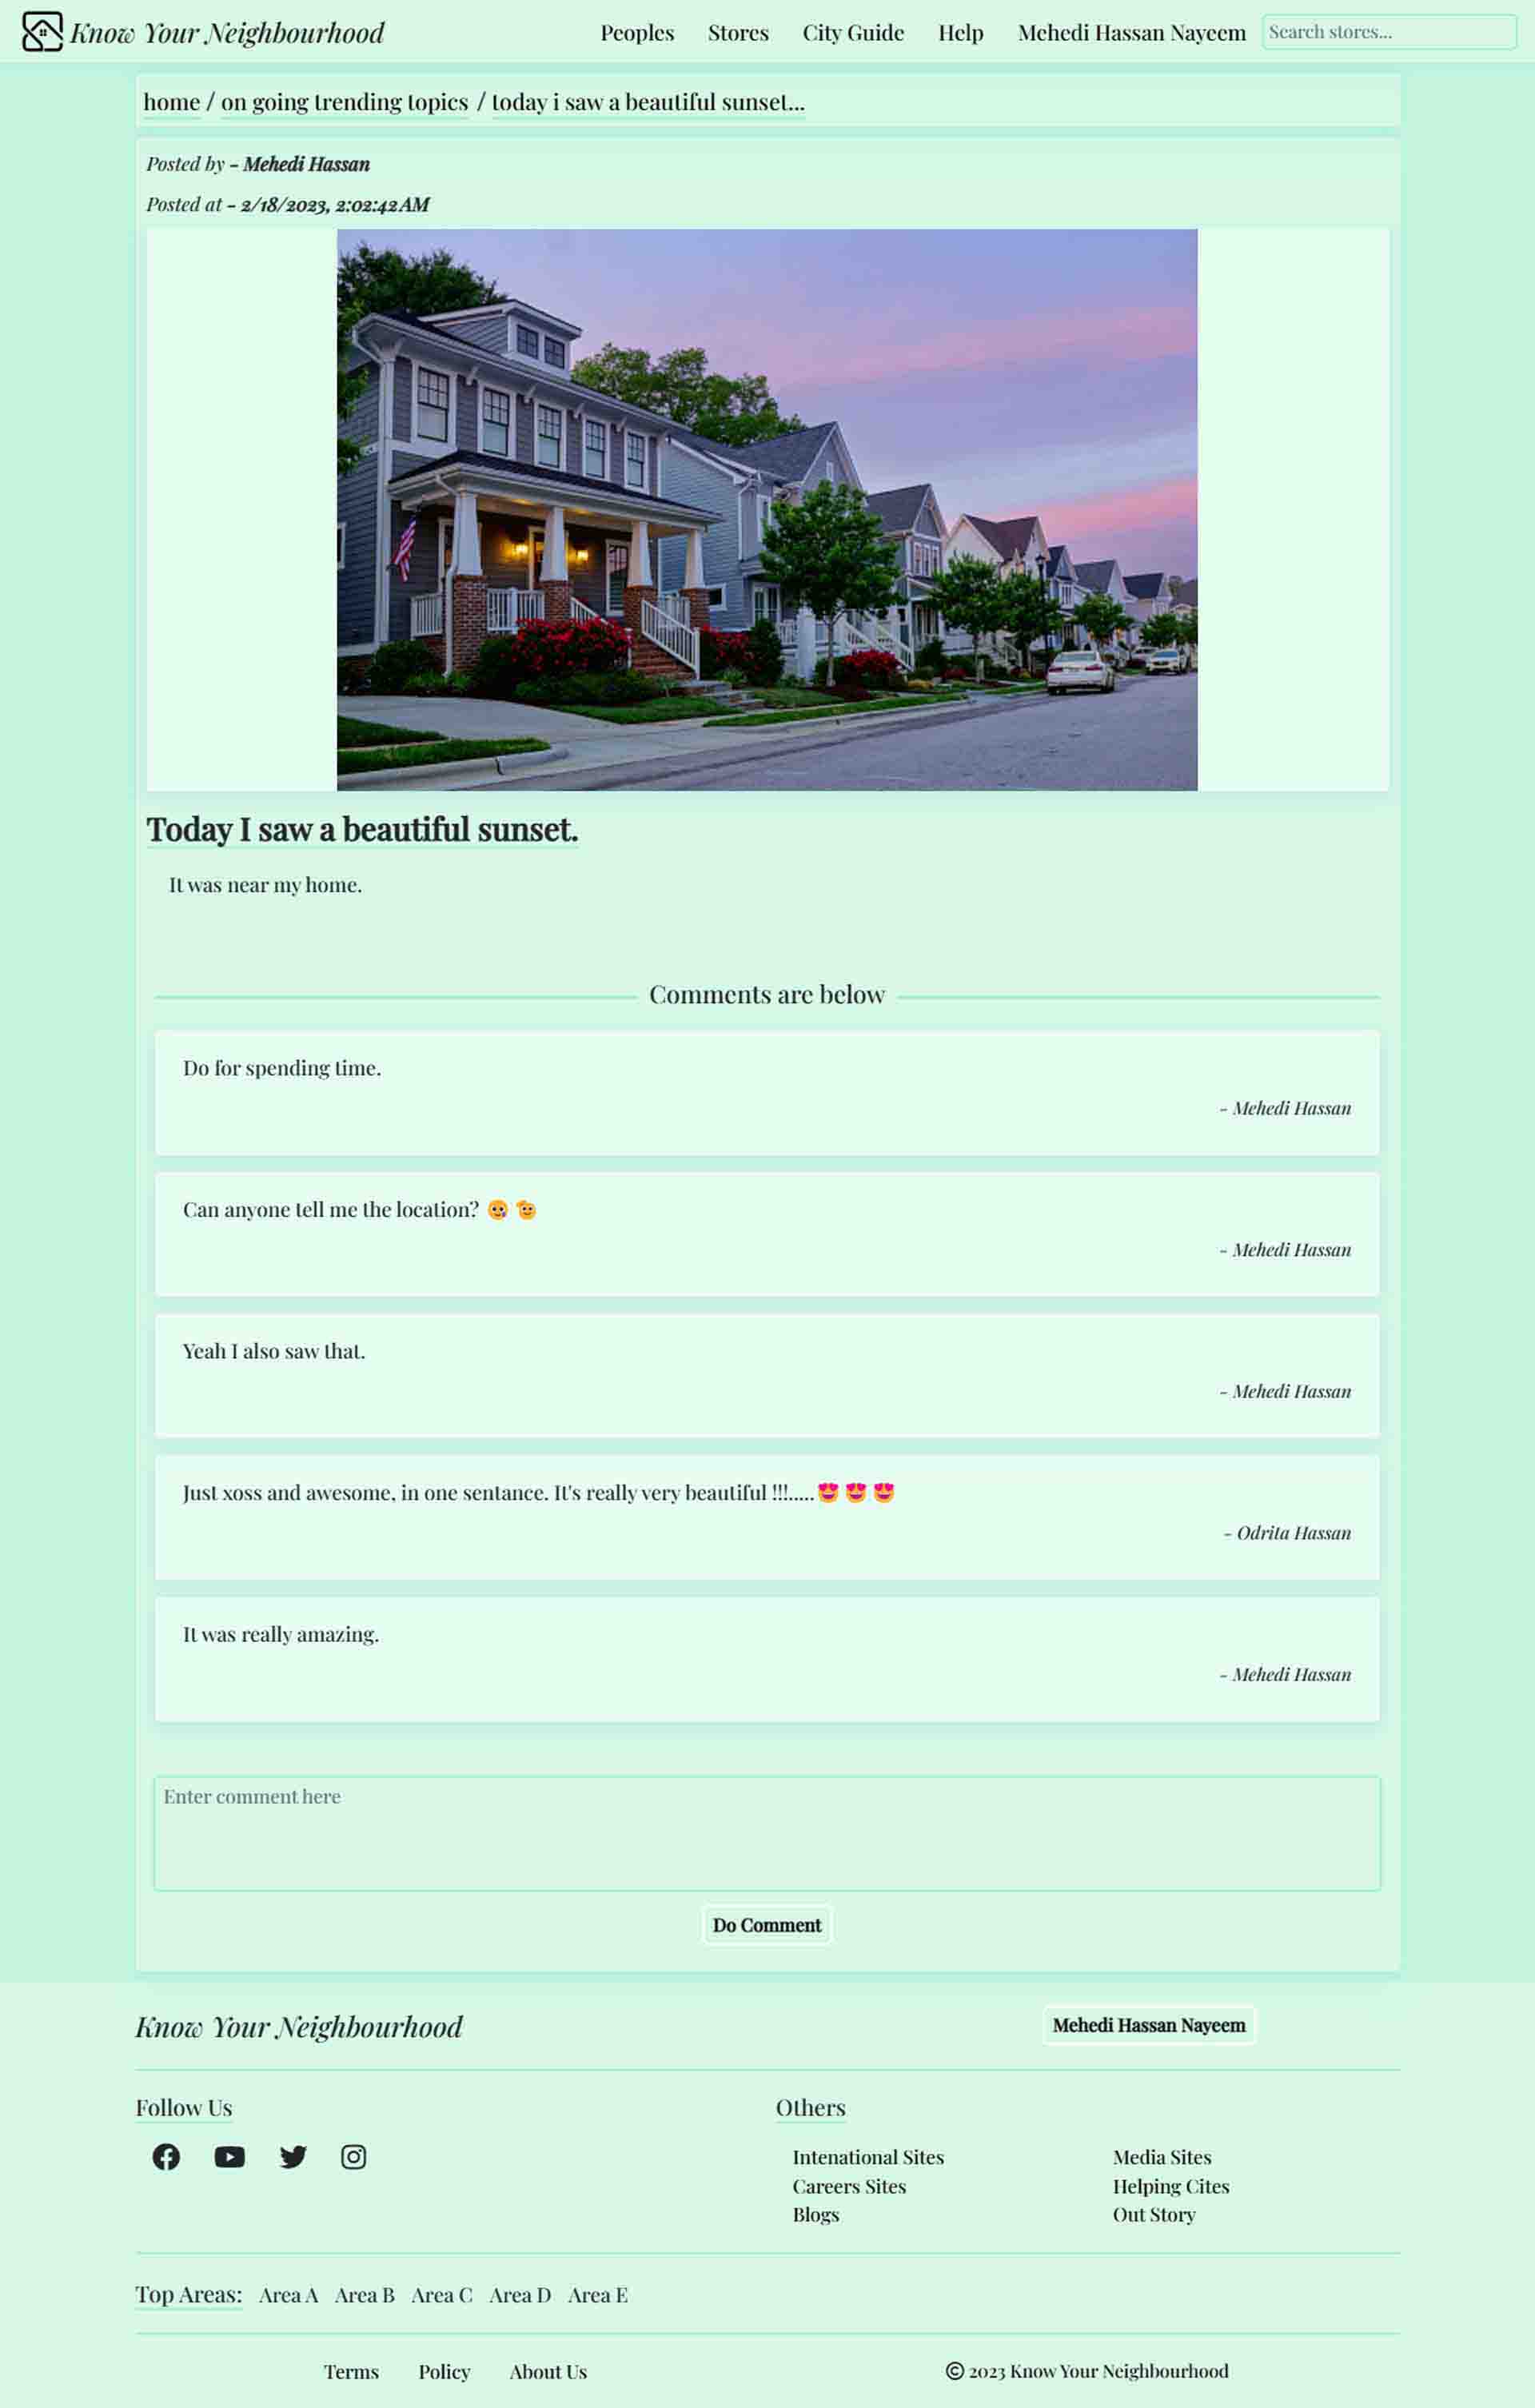 Know Your Neighbourhood
Peoples Stores City Guide Help Mehedi Hassan Nayeem Search stores...
home / on going trending topics / today i saw a beautiful sunset...
Posted by - Mehedi Hassan
Posted at - 2/18/2023, 2:02:42 AM
Today I saw a beautiful sunset.
It was near my home.
Comments are below
Do for spending time.
- Mehedi Hassan
Can anyone tell me the location? 🥲 🫡
- Mehedi Hassan
Yeah I also saw that.
- Mehedi Hassan
Just xoss and awesome, in one sentance. It's really very beautiful !!!.....😍 😍 😍
- Odrita Hassan
It was really amazing.
- Mehedi Hassan
Enter comment here
Do Comment
Know Your Neighbourhood
Mehedi Hassan Nayeem
Follow Us
Others
Intenational Sites
Careers Sites
Blogs
Media Sites
Helping Cites
Out Story
Top Areas: Area A Area B Area C Area D Area E
Terms Policy About Us
© 2023 Know Your Neighbourhood